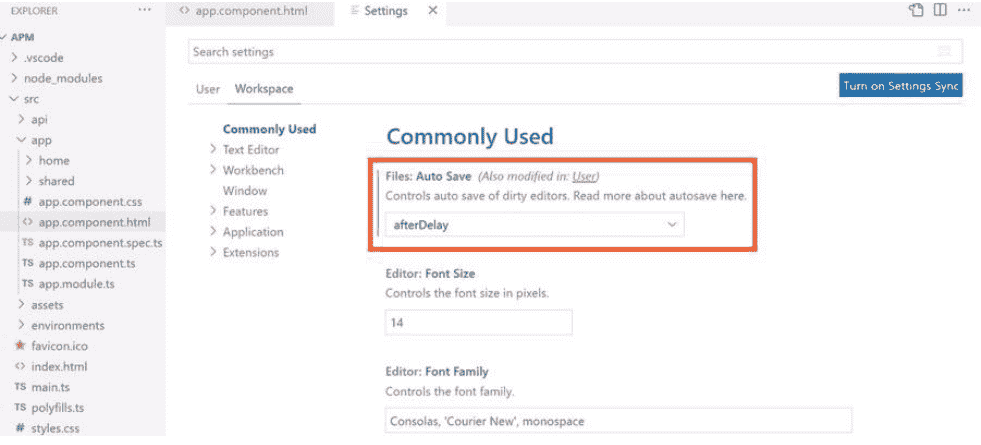 EXPLORER
APM
.vscode
node_modules
src
api
app
home
shared
# app.component.css
<> app.component.html
TS app.component.spec.ts
TS app.component.ts
TS app.module.ts
assets
environments
favicon.ico
<> index.html
TS main.ts
TS polyfills.ts
# styles.css
<> app.component.html
Settings
Search settings
User Workspace
Turn on Settings Sync
Commonly Used
Text Editor
Workbench
Window
Features
Application
Extensions
Commonly Used
Files: Auto Save (Also modified in: User)
Controls auto save of dirty editors. Read more about autosave here.
afterDelay
Editor: Font Size
Controls the font size in pixels.
14
Editor: Font Family
Controls the font family.
Consolas, 'Courier New', monospace